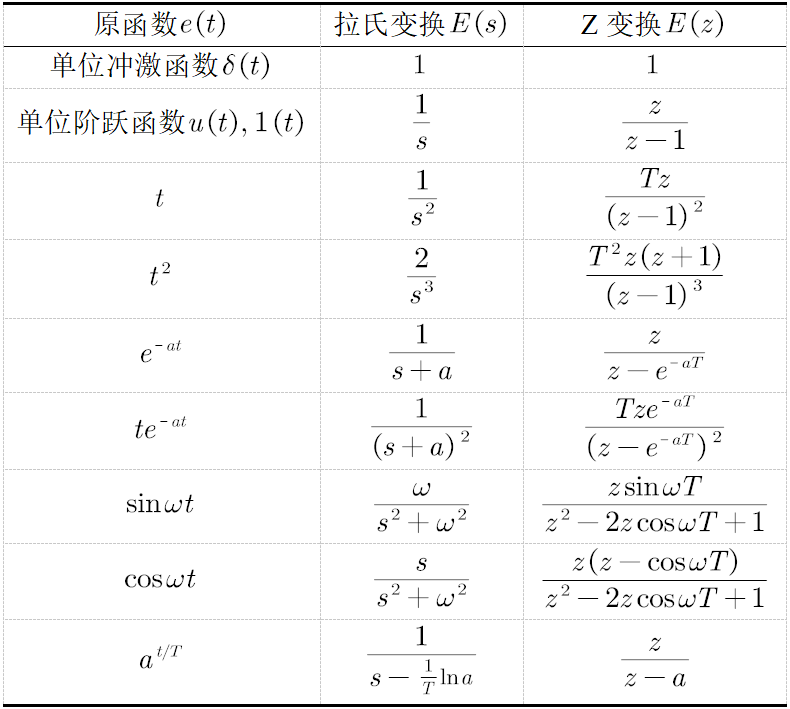 原函数 $e(t)$ 拉氏变换 $E(s)$ Z 变换 $E(z)$
单位冲激函数 $\delta(t)$ $1$ $1$
单位阶跃函数 $u(t),1(t)$ $\frac{1}{s}$ $\frac{z}{z-1}$
$t$ $\frac{1}{s^2}$ $\frac{Tz}{(z-1)^2}$
$t^2$ $\frac{2}{s^3}$ $\frac{T^2z(z+1)}{(z-1)^3}$
$e^{-at}$ $\frac{1}{s+a}$ $\frac{z}{z-e^{-aT}}$
$te^{-at}$ $\frac{1}{(s+a)^2}$ $\frac{Tze^{-aT}}{(z-e^{-aT})^2}$
$\sin\omega t$ $\frac{\omega}{s^2+\omega^2}$ $\frac{z\sin\omega T}{z^2-2z\cos\omega T+1}$
$\cos\omega t$ $\frac{s}{s^2+\omega^2}$ $\frac{z(z-\cos\omega T)}{z^2-2z\cos\omega T+1}$
$a^{t/T}$ $\frac{1}{s-\frac{1}{T}\ln a}$ $\frac{z}{z-a}$